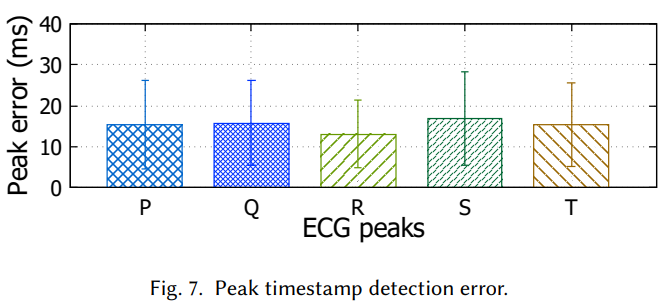 40
30
20
10
0
Peak error (ms)
P Q R S T
ECG peaks
Fig. 7. Peak timestamp detection error.